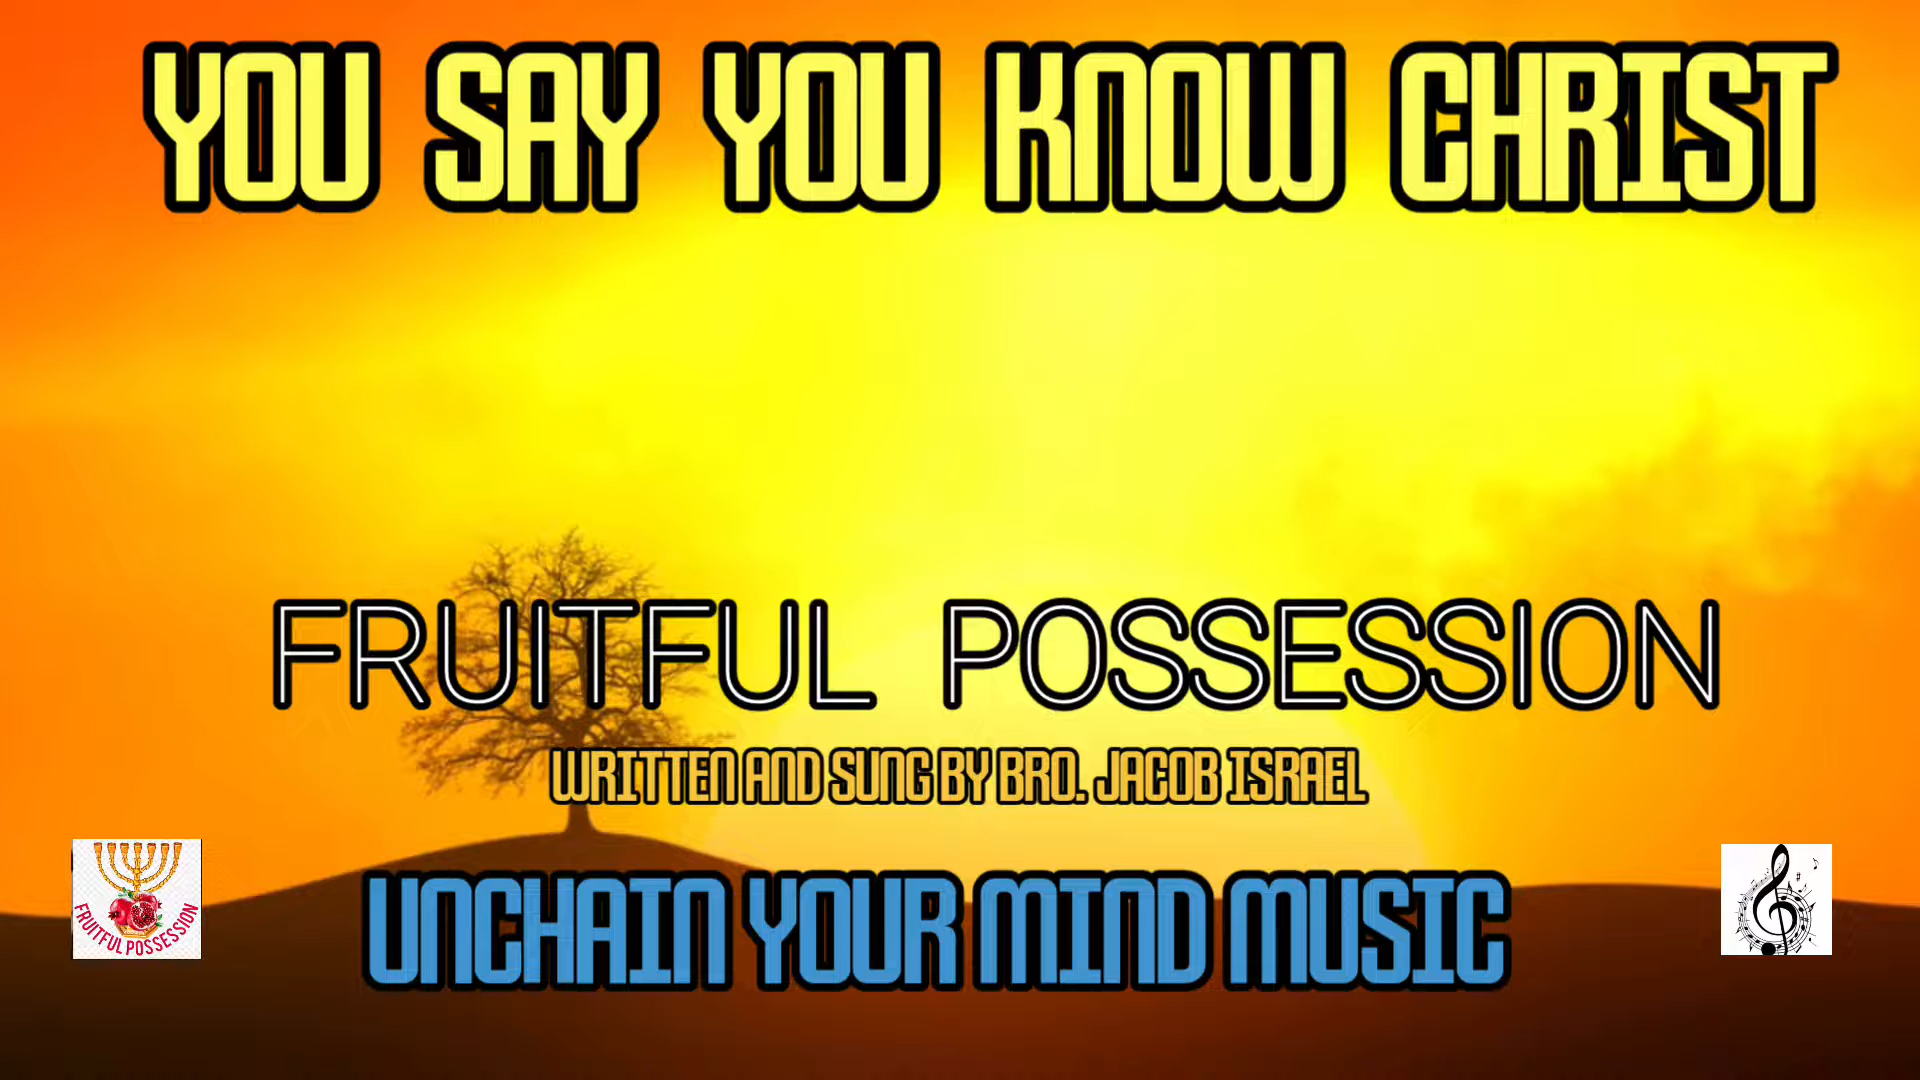 YOU SAY YOU KNOW CHRIST
FRUITFUL POSSESSION
WRITTEN AND SUNG BY BRO. JACOB ISRAEL
UNCHAIN YOUR MIND MUSIC
FRUITFUL POSSESSION